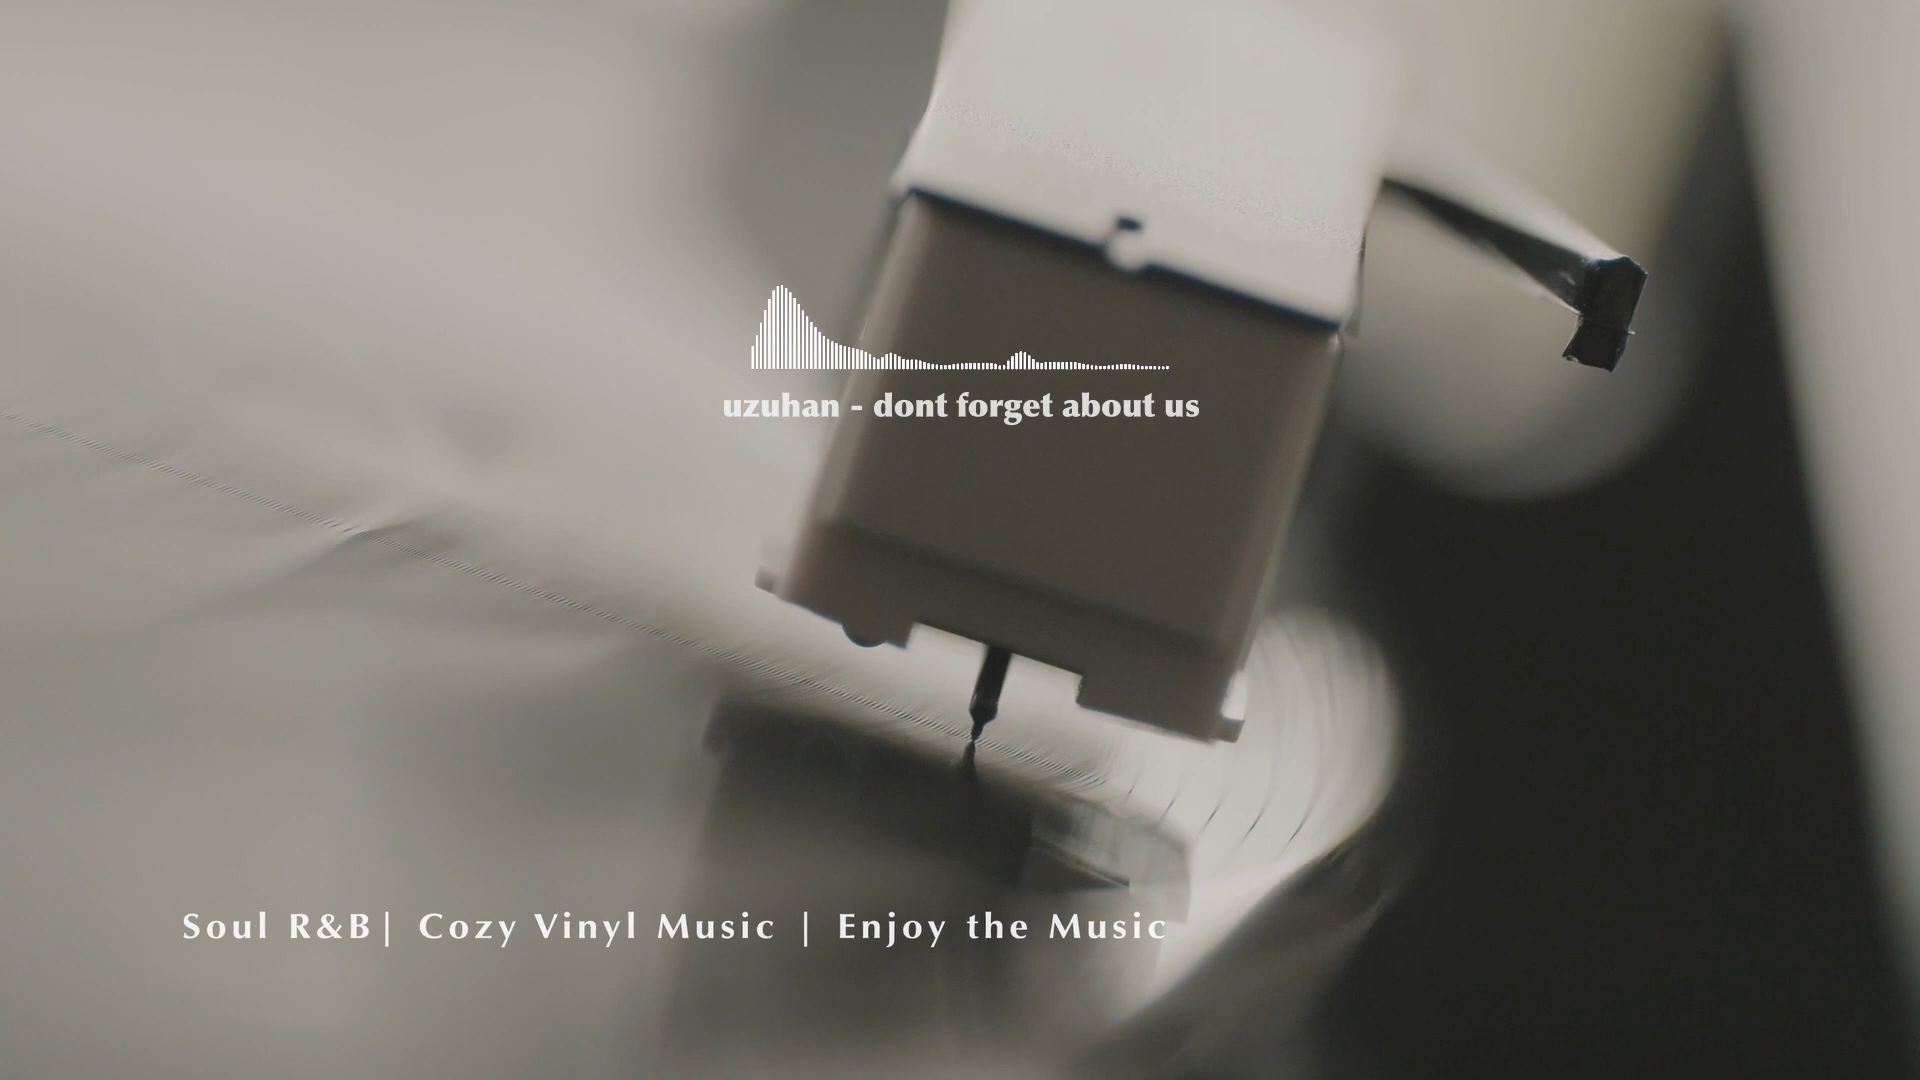 uzuhan - dont forget about us
Soul R&B| Cozy Vinyl Music | Enjoy the Music